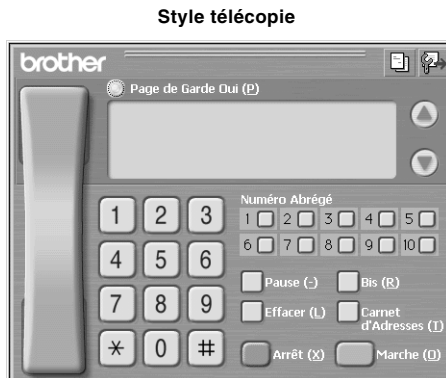 Style télécopie
brother
Page de Garde Oui (P)
Numéro Abrégé
1 2 3 4 5
6 7 8 9 10
1 2 3
4 5 6
7 8 9
* 0 #
Pause (-)
Bis (R)
Effacer (L)
Carnet
d'Adresses (I)
Arrêt (X)
Marche (O)